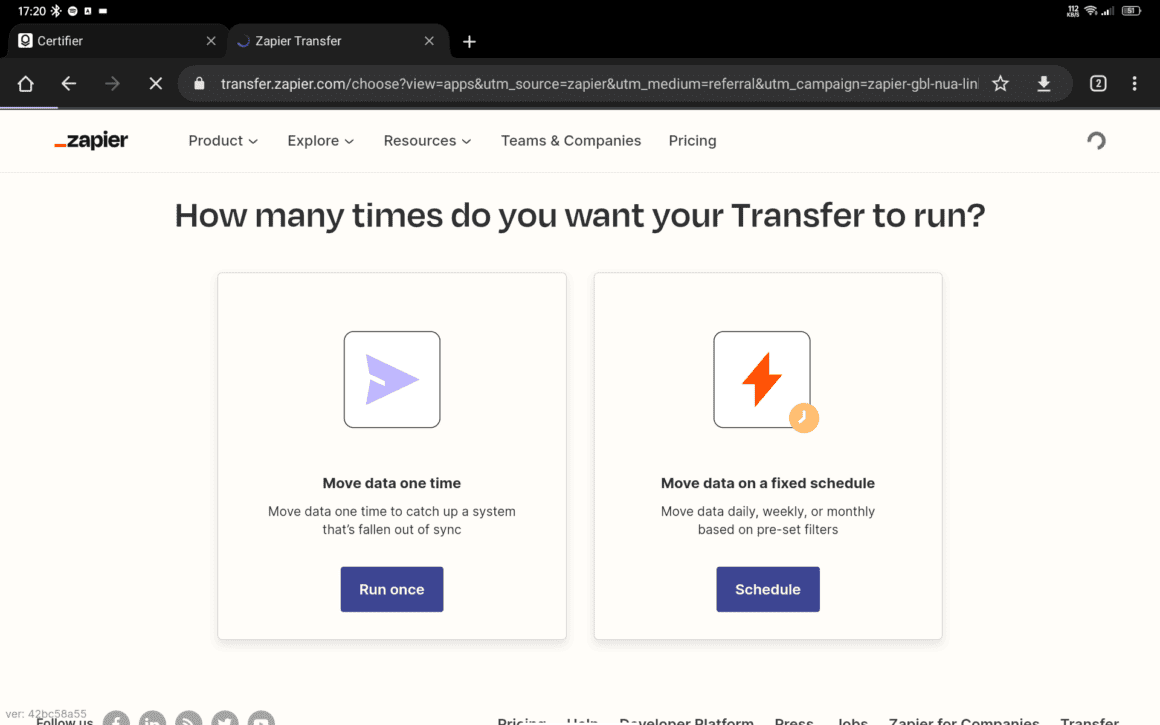 17:20
112
KB/S
51
Certifier
Zapier Transfer
transfer.zapier.com/choose?view=apps&utm_source=zapier&utm_medium=referral&utm_campaign=zapier-gbl-nua-lin
2
zapier
Product
Explore
Resources
Teams & Companies
Pricing
How many times do you want your Transfer to run?
Move data one time
Move data one time to catch up a system
that's fallen out of sync
Run once
Move data on a fixed schedule
Move data daily, weekly, or monthly
based on pre-set filters
Schedule
ver: 42bc58a55
Follow us
Pricing
Help
Developer Platform
Press
Jobs
Zapier for Companies
Transfer